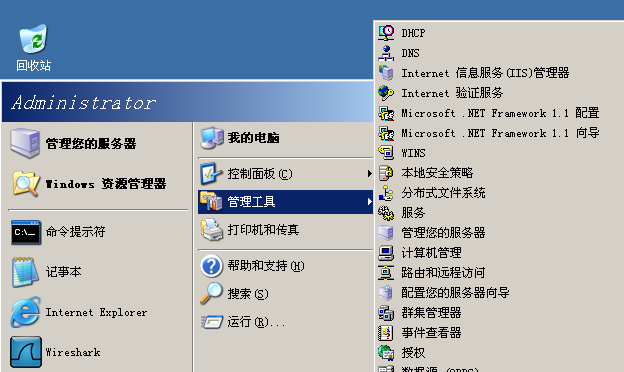 回收站
Administrator
管理您的服务器
Windows 资源管理器
命令提示符
记事本
Internet Explorer
Wireshark
我的电脑
控制面板(C)
管理工具
打印机和传真
帮助和支持(H)
搜索(S)
运行(R)...
DHCP
DNS
Internet 信息服务(IIS)管理器
Internet 验证服务
Microsoft .NET Framework 1.1 配置
Microsoft .NET Framework 1.1 向导
WINS
本地安全策略
分布式文件系统
服务
管理您的服务器
计算机管理
路由和远程访问
配置您的服务器向导
群集管理器
事件查看器
授权